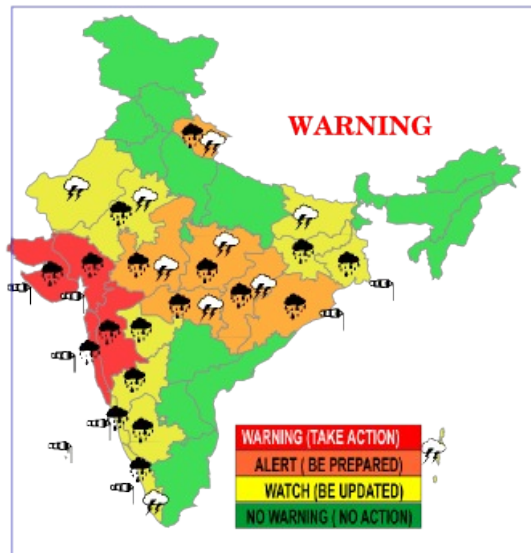 WARNING
WARNING (TAKE ACTION)
ALERT ( BE PREPARED)
WATCH (BE UPDATED)
NO WARNING ( NO ACTION)